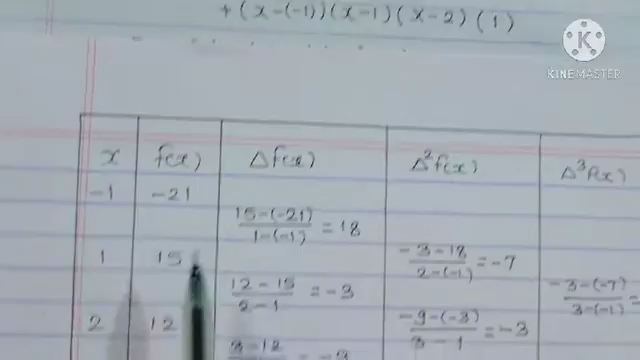 +(x-(-1))(x-1)(x-2)(1)
K
KINEMASTER
x f(x) Δf(x) Δ²f(x) Δ³f(x)
-1 -21
15-(-21)/1-(-1) = 18
1 15
-3-18/2-(-1) = -7
12-15/2-1 = -3
-3-(-7)/3-(-1) =
2 12
-9-(-3)/3-1 = -3
3-12